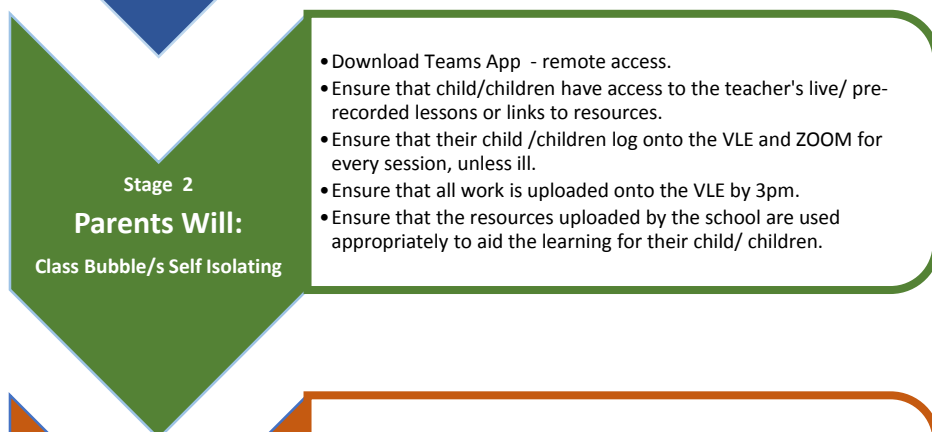 Stage 2
Parents Will:
Class Bubble/s Self Isolating
•Download Teams App - remote access.
•Ensure that child/children have access to the teacher's live/ pre-
recorded lessons or links to resources.
•Ensure that their child /children log onto the VLE and ZOOM for
every session, unless ill.
•Ensure that all work is uploaded onto the VLE by 3pm.
•Ensure that the resources uploaded by the school are used
appropriately to aid the learning for their child/ children.